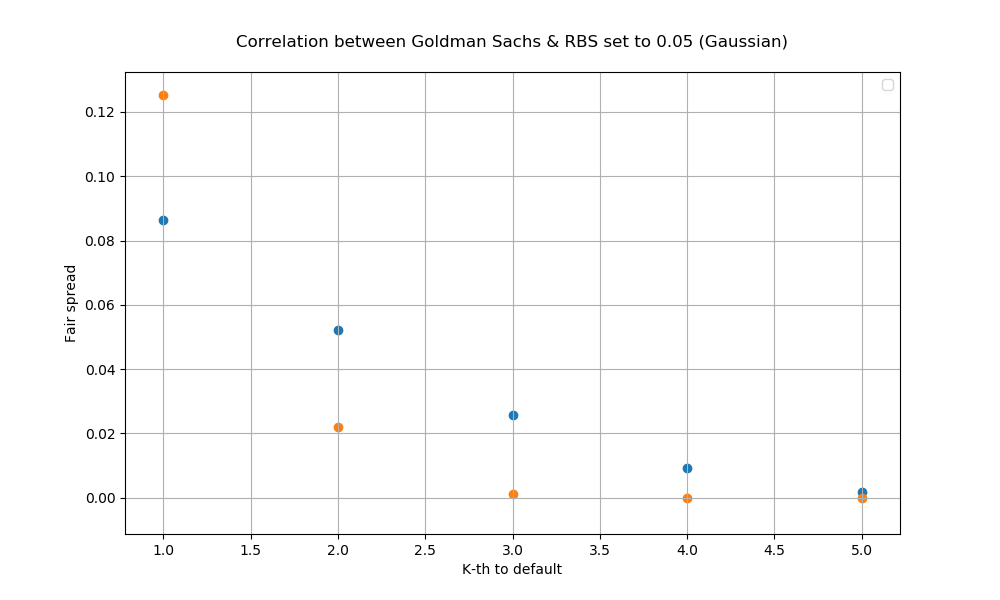 Correlation between Goldman Sachs & RBS set to 0.05 (Gaussian)
0.12
0.10
0.08
0.06
0.04
0.02
0.00
Fair spread
1.0 1.5 2.0 2.5 3.0 3.5 4.0 4.5 5.0
K-th to default